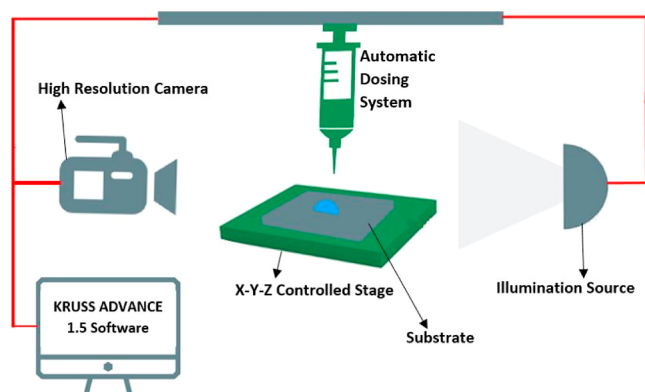 Automatic
Dosing
System
High Resolution Camera
X-Y-Z Controlled Stage
Illumination Source
KRUSS ADVANCE
1.5 Software
Substrate